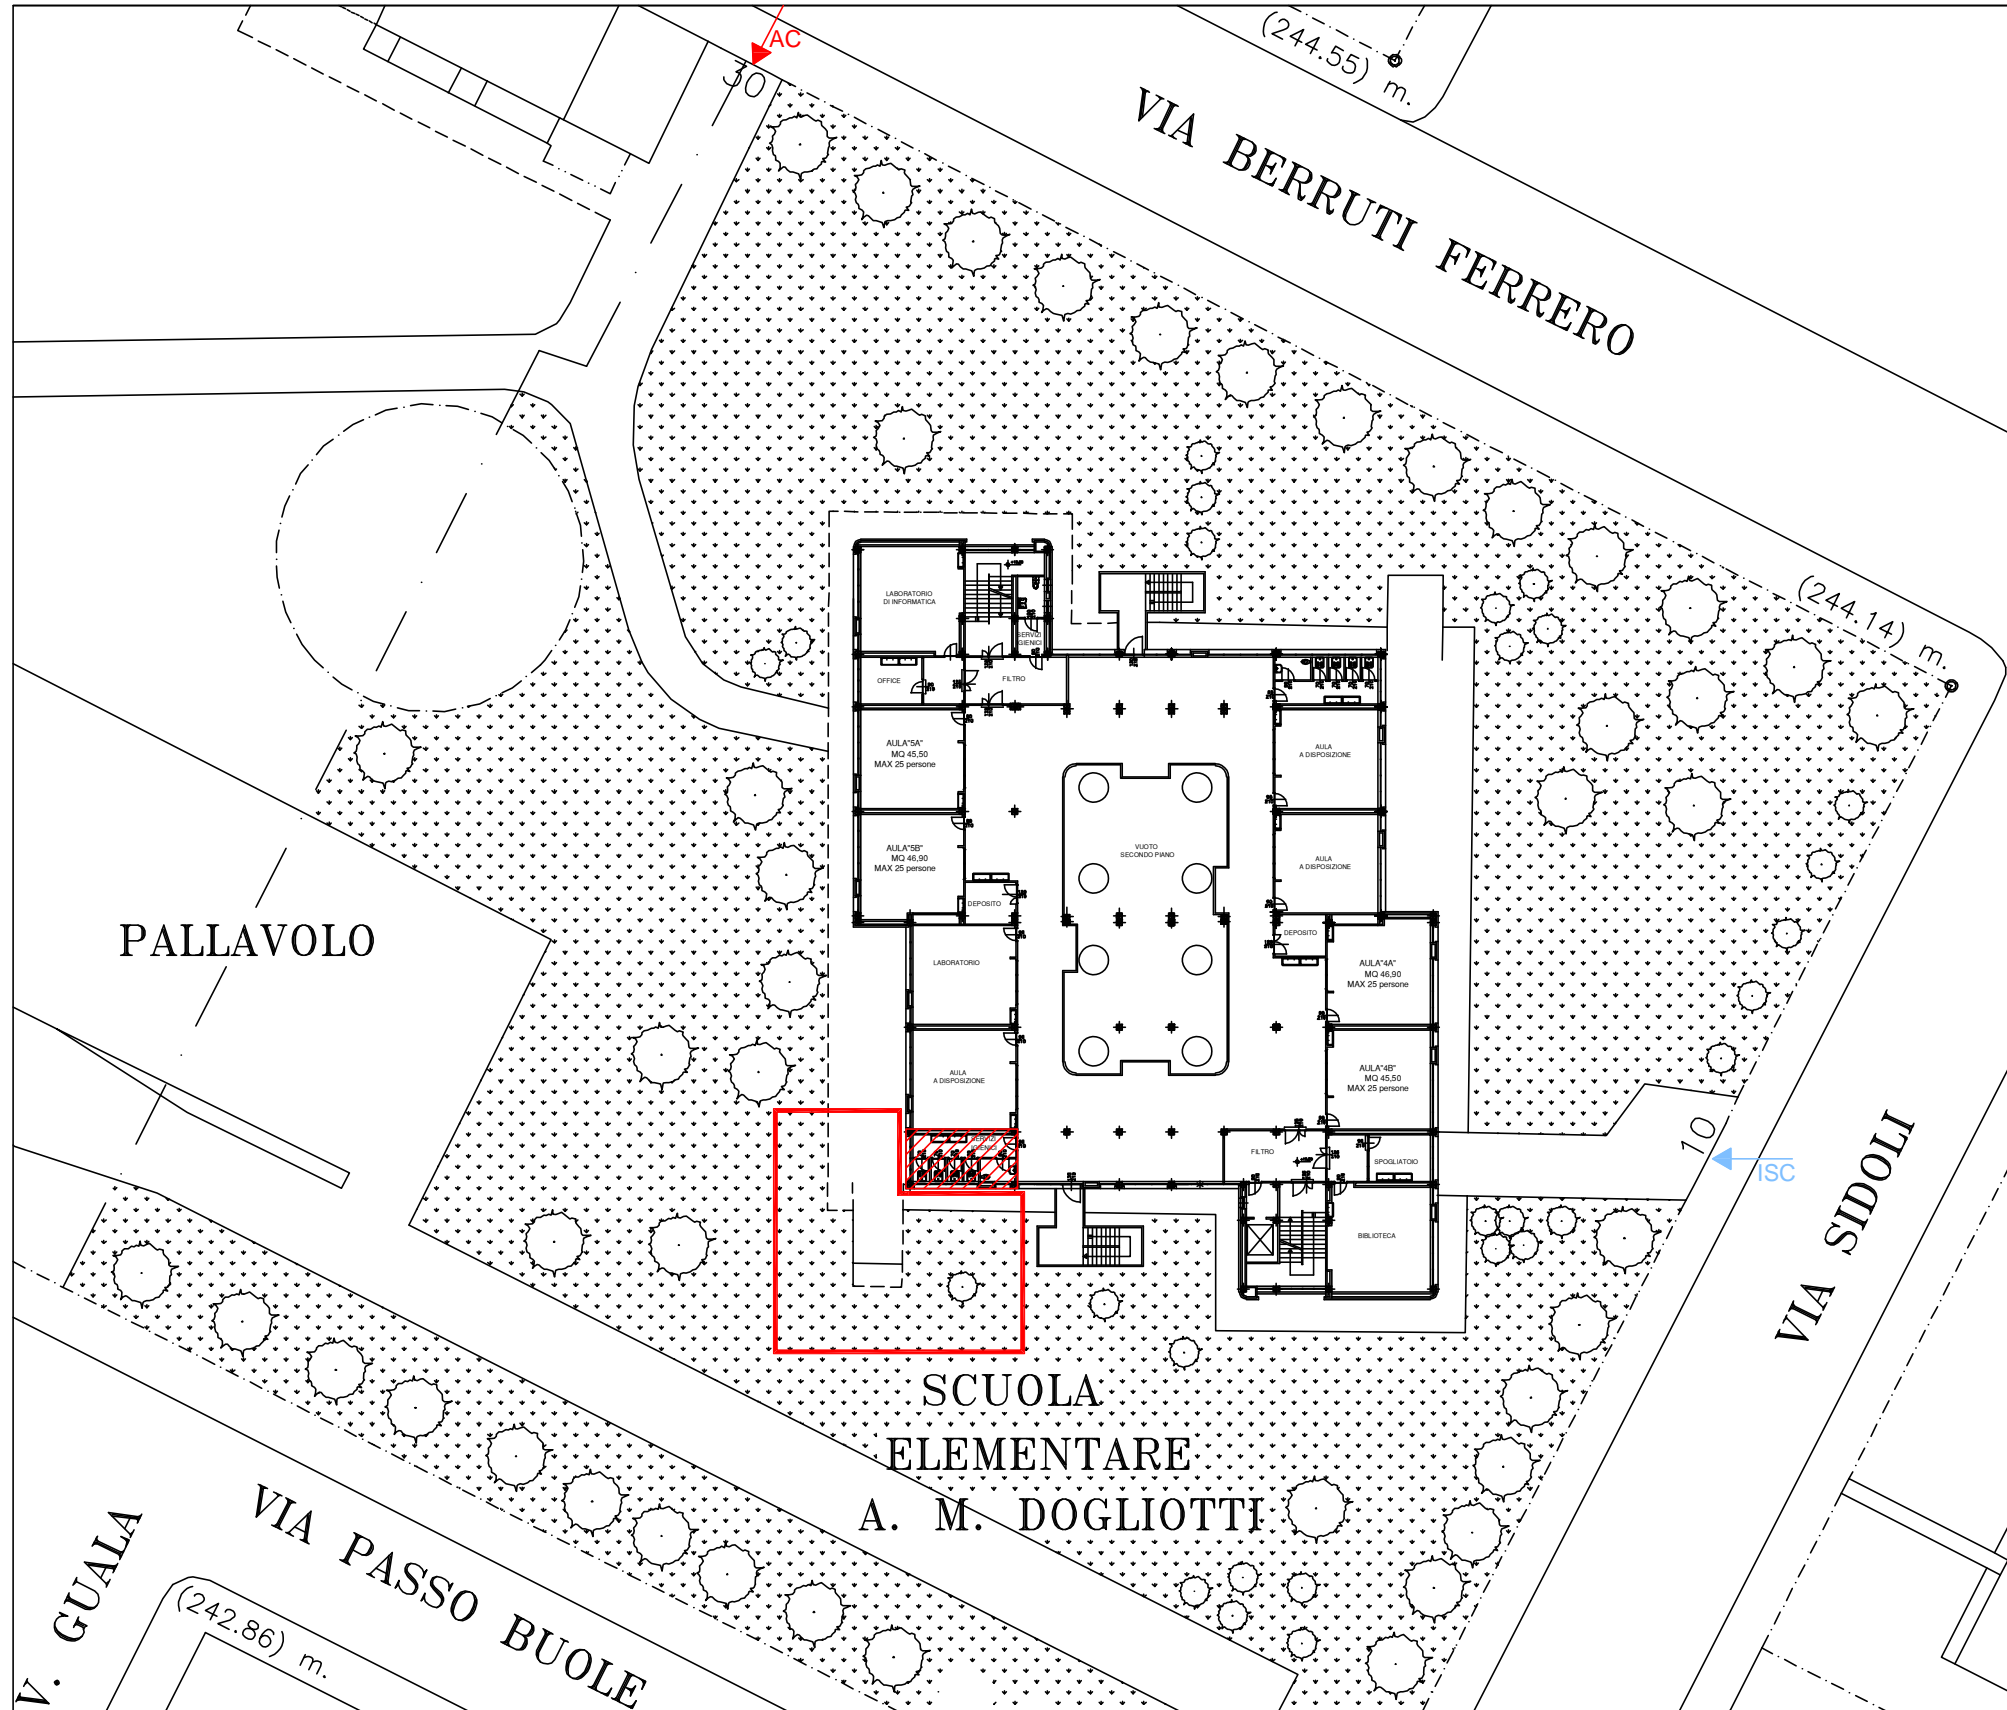 AC
30
(244.55) m.
VIA BERRUTI FERRERO
(244.14) m.
LABORATORIO
DI INFORMATICA
SERVIZI
IGIENICI
OFFICE
FILTRO
AULA"5A"
MQ 45,50
MAX 25 persone
AULA
A DISPOSIZIONE
AULA"5B"
MQ 46,90
MAX 25 persone
VUOTO
SECONDO PIANO
AULA
A DISPOSIZIONE
DEPOSITO
DEPOSITO
PALLAVOLO
LABORATORIO
AULA"4A"
MQ 46,90
MAX 25 persone
AULA
A DISPOSIZIONE
AULA"4B"
MQ 45,50
MAX 25 persone
SERVIZI
IGIENICI
FILTRO
SPOGLIATOIO
10
ISC
BIBLIOTECA
VIA SIDOLI
SCUOLA
ELEMENTARE
A. M. DOGLIOTTI
VIA PASSO BUOLE
V. GUALA
(242.86) m.